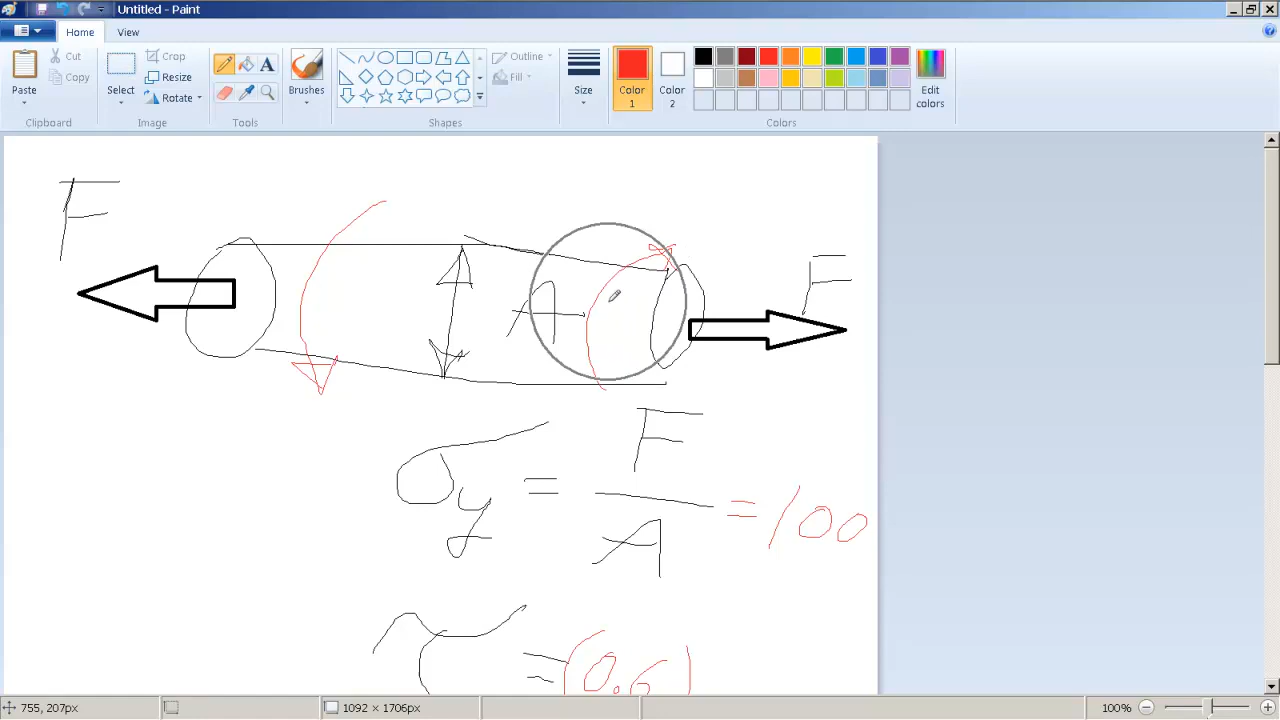 Untitled - Paint
Home View
Paste
Cut
Copy
Clipboard
Select
Crop
Resize
Rotate
Image
A
Tools
Brushes
Shapes
Outline
Fill
Size
Color 1
Color 2
Edit colors
Colors
F
F
A
σy = F/A = 100
τ = (0.6)
755, 207px
1092 × 1706px
100%